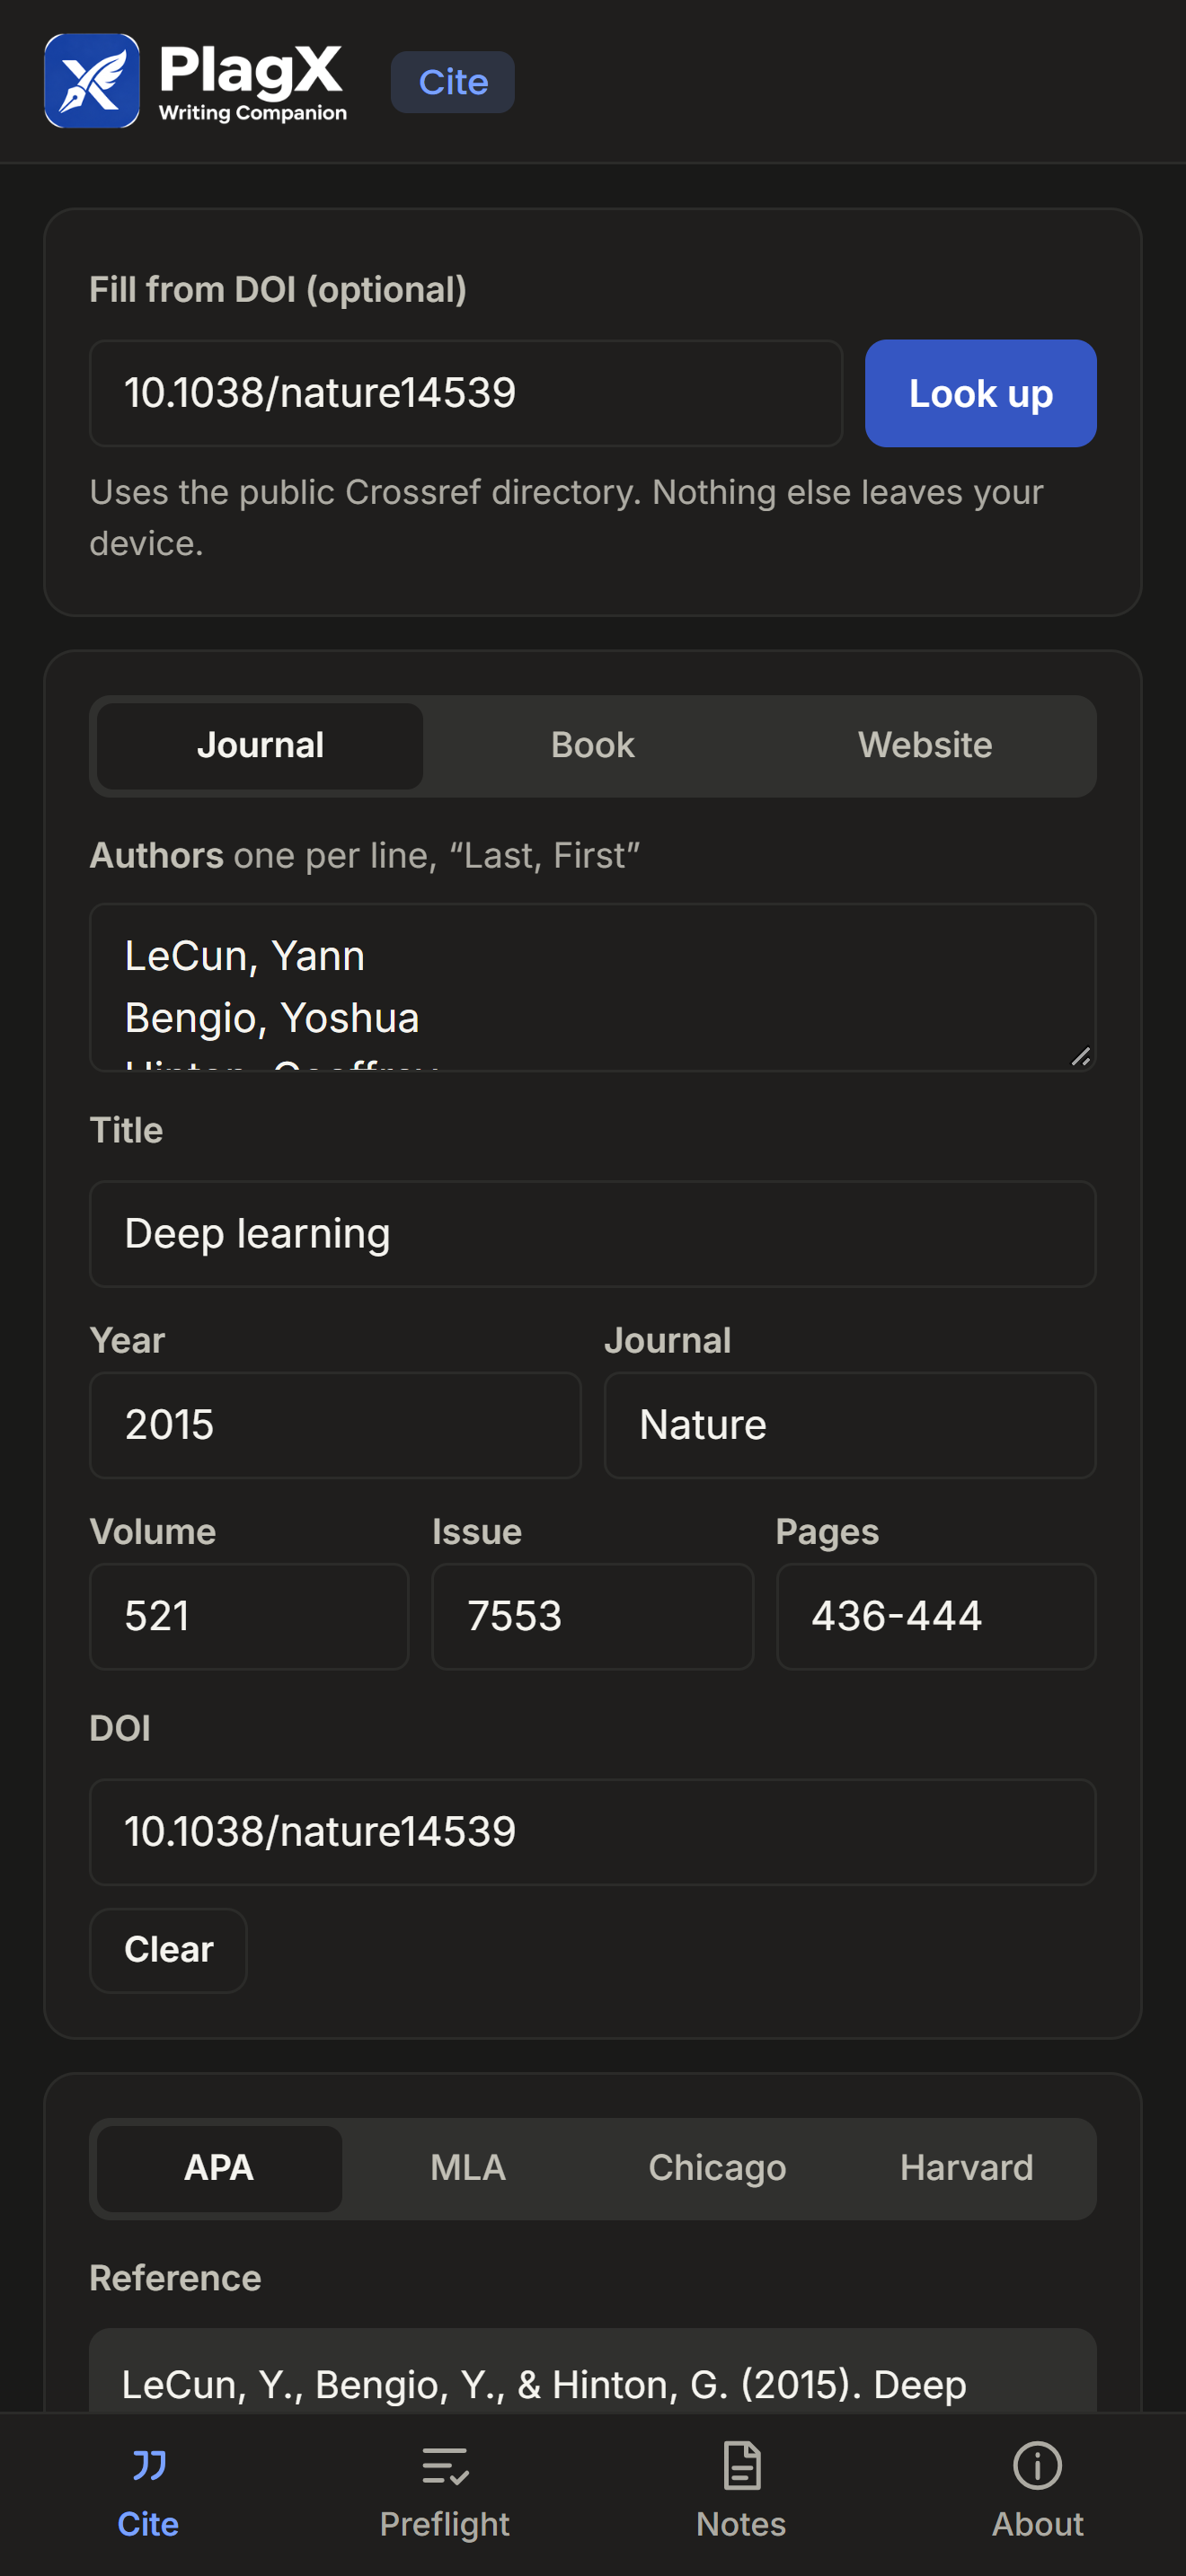 PlagX
Writing Companion
Cite
Fill from DOI (optional)
10.1038/nature14539
Look up
Uses the public Crossref directory. Nothing else leaves your
device.
Journal
Book
Website
Authors one per line, “Last, First”
LeCun, Yann
Bengio, Yoshua
Hinton, Geoffrey
Title
Deep learning
Year
Journal
2015
Nature
Volume
Issue
Pages
521
7553
436-444
DOI
10.1038/nature14539
Clear
APA
MLA
Chicago
Harvard
Reference
LeCun, Y., Bengio, Y., & Hinton, G. (2015). Deep
Cite
Preflight
Notes
About